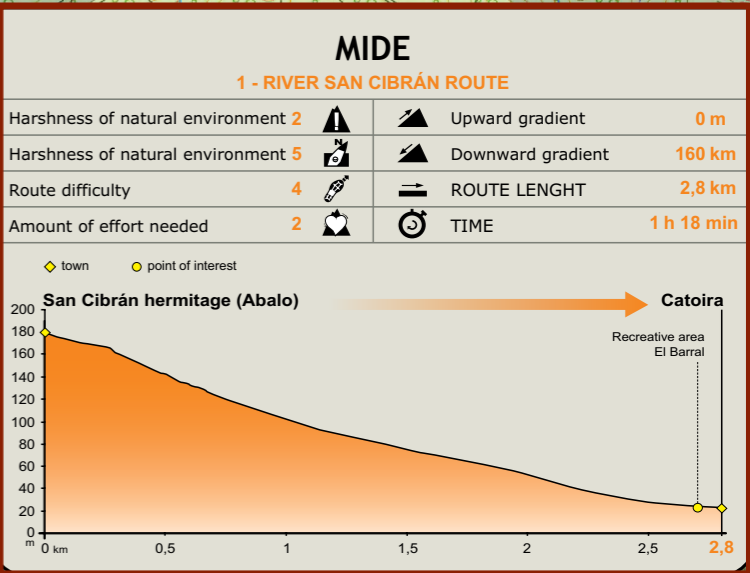 MIDE
1 - RIVER SAN CIBRÁN ROUTE
Harshness of natural environment 2
Upward gradient 0 m
Harshness of natural environment 5
N
Downward gradient 160 km
Route difficulty 4
ROUTE LENGHT 2,8 km
Amount of effort needed 2
TIME 1 h 18 min
town
point of interest
San Cibrán hermitage (Abalo)
Catoira
Recreative area
El Barral
200
180
160
140
120
100
80
60
40
20
0
m
0 km 0,5 1 1,5 2 2,5 2,8